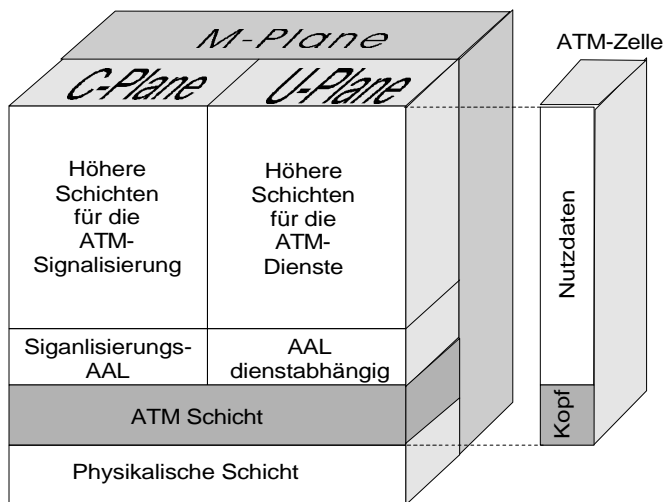 M-Plane
ATM-Zelle
C-Plane
U-Plane
Höhere
Schichten
für die
ATM-
Signalisierung
Höhere
Schichten
für die
ATM-
Dienste
Nutzdaten
Siganlisierungs-
AAL
AAL
dienstabhängig
ATM Schicht
Kopf
Physikalische Schicht